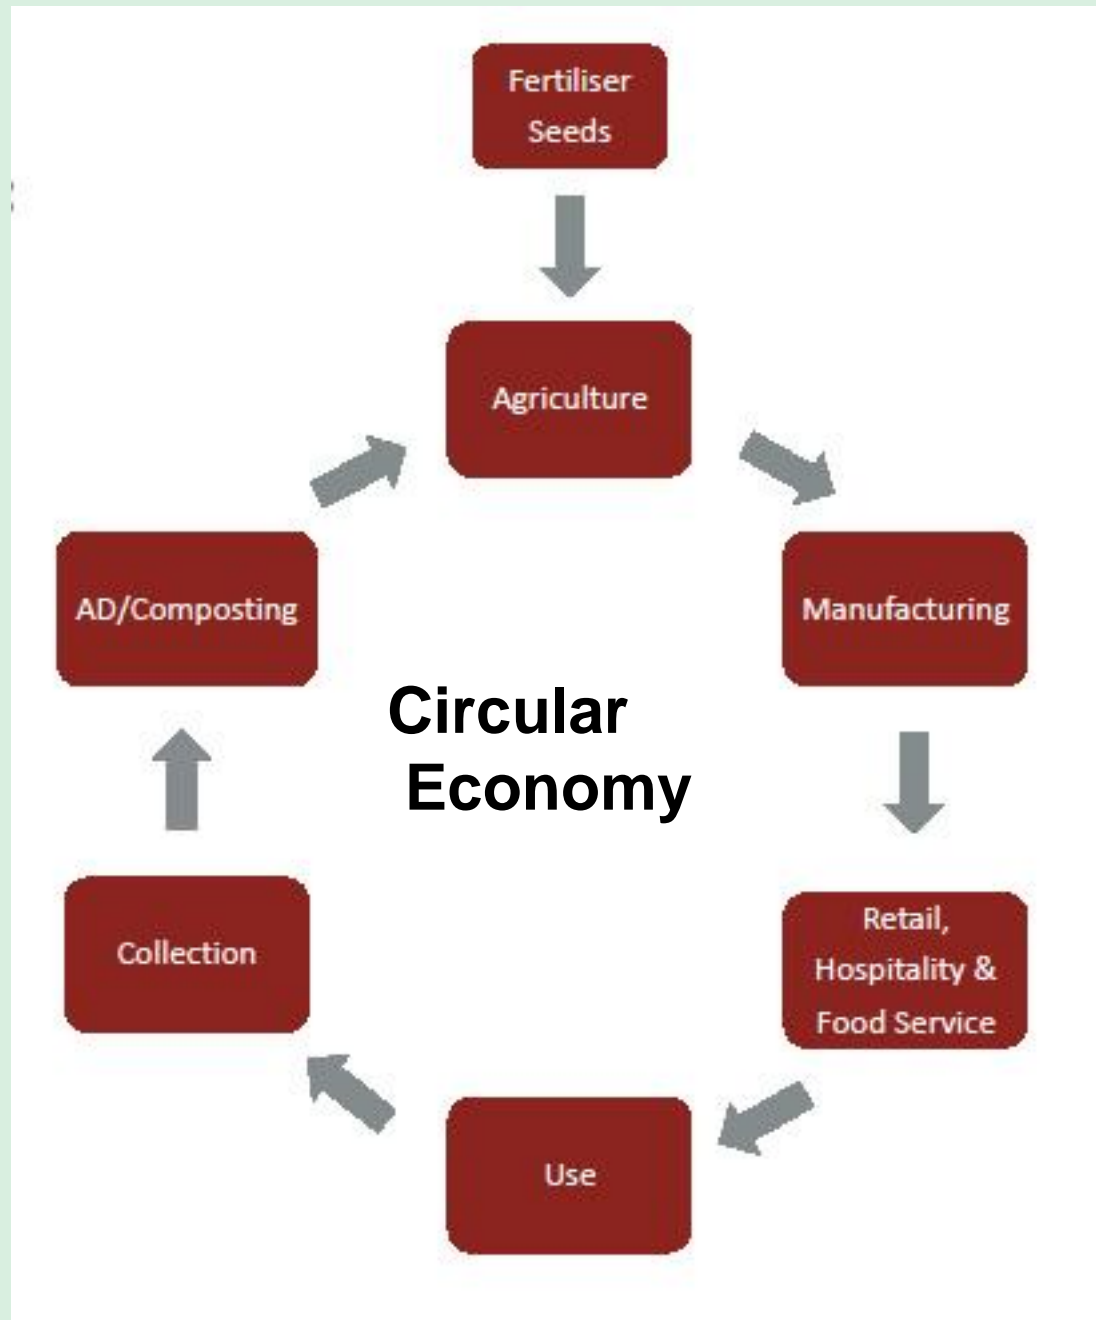 Fertiliser
Seeds
Agriculture
AD/Composting
Manufacturing
Circular
Economy
Collection
Retail,
Hospitality &
Food Service
Use